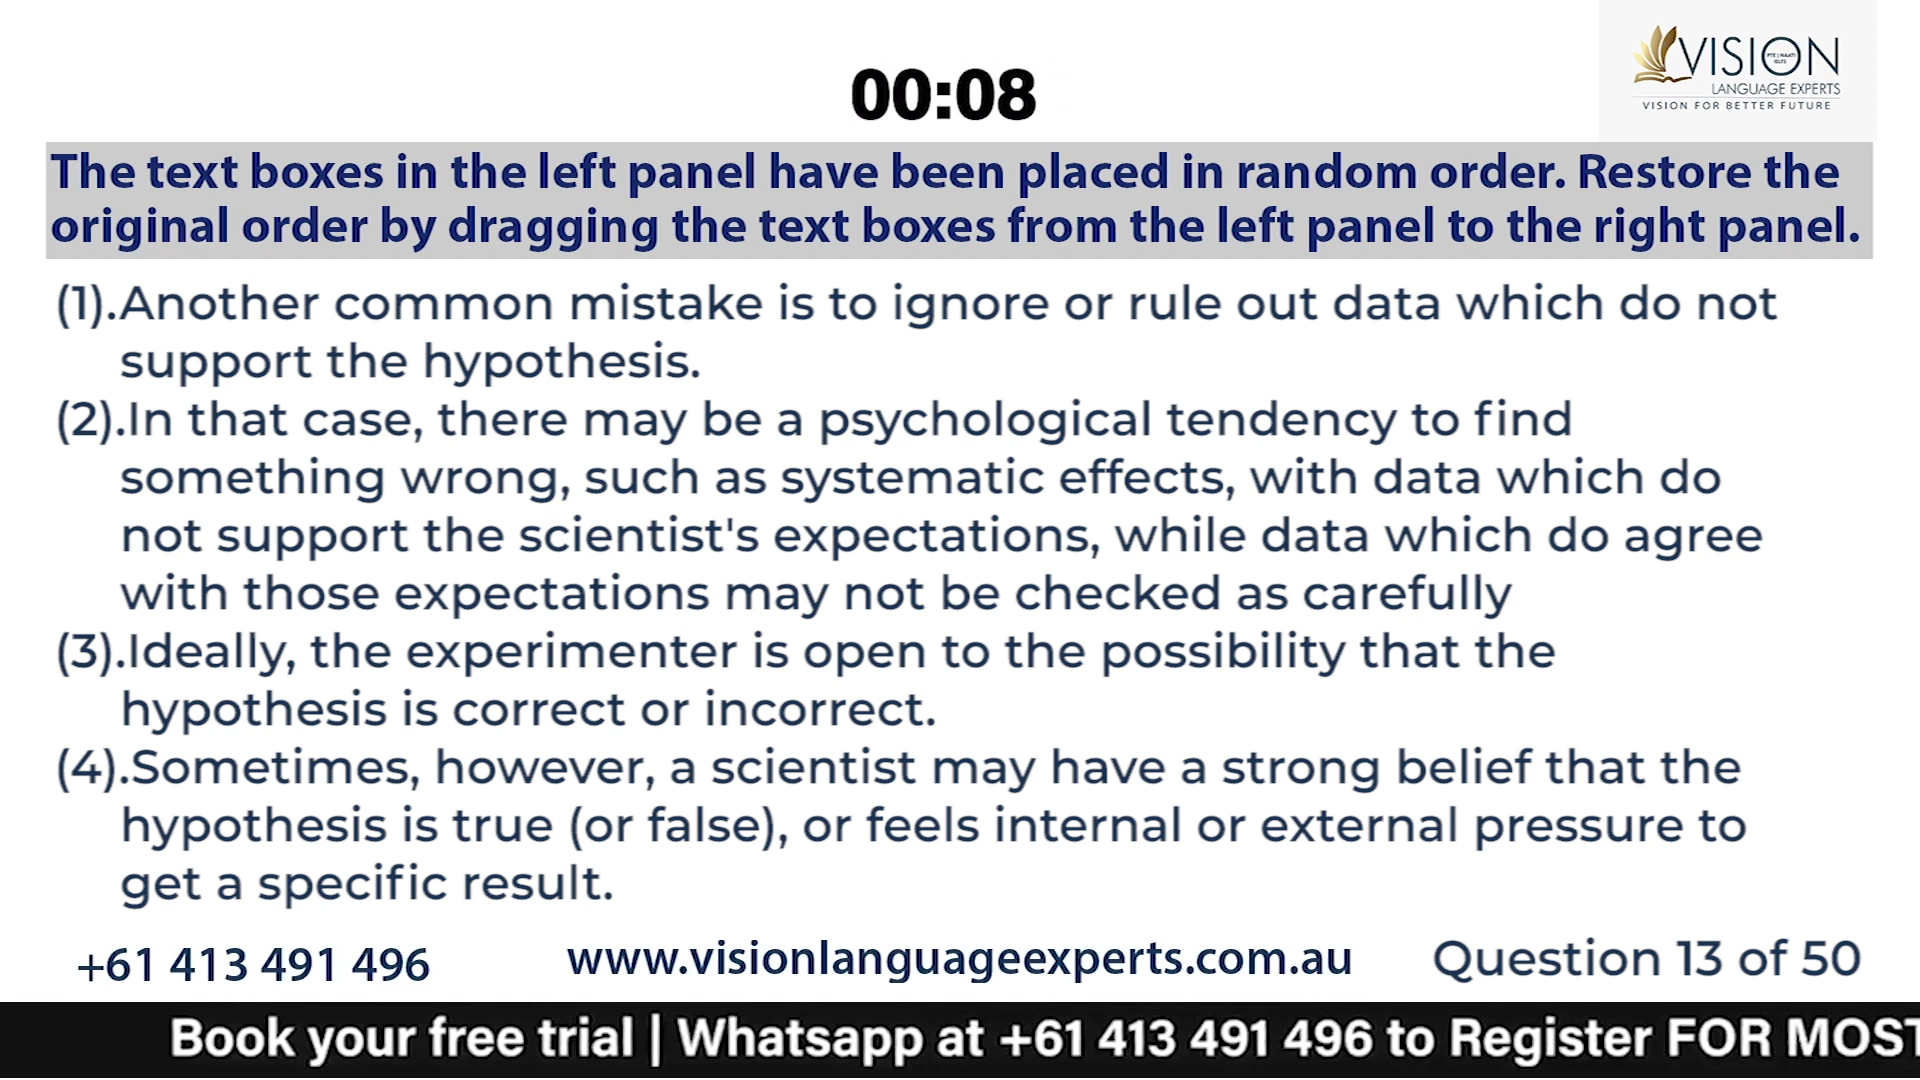 00:08
VISION
PTE | NAATI
IELTS
LANGUAGE EXPERTS
VISION FOR BETTER FUTURE
The text boxes in the left panel have been placed in random order. Restore the
original order by dragging the text boxes from the left panel to the right panel.
(1).Another common mistake is to ignore or rule out data which do not
support the hypothesis.
(2).In that case, there may be a psychological tendency to find
something wrong, such as systematic effects, with data which do
not support the scientist's expectations, while data which do agree
with those expectations may not be checked as carefully
(3).Ideally, the experimenter is open to the possibility that the
hypothesis is correct or incorrect.
(4).Sometimes, however, a scientist may have a strong belief that the
hypothesis is true (or false), or feels internal or external pressure to
get a specific result.
+61 413 491 496
www.visionlanguageexperts.com.au
Question 13 of 50
Book your free trial | Whatsapp at +61 413 491 496 to Register FOR MOST